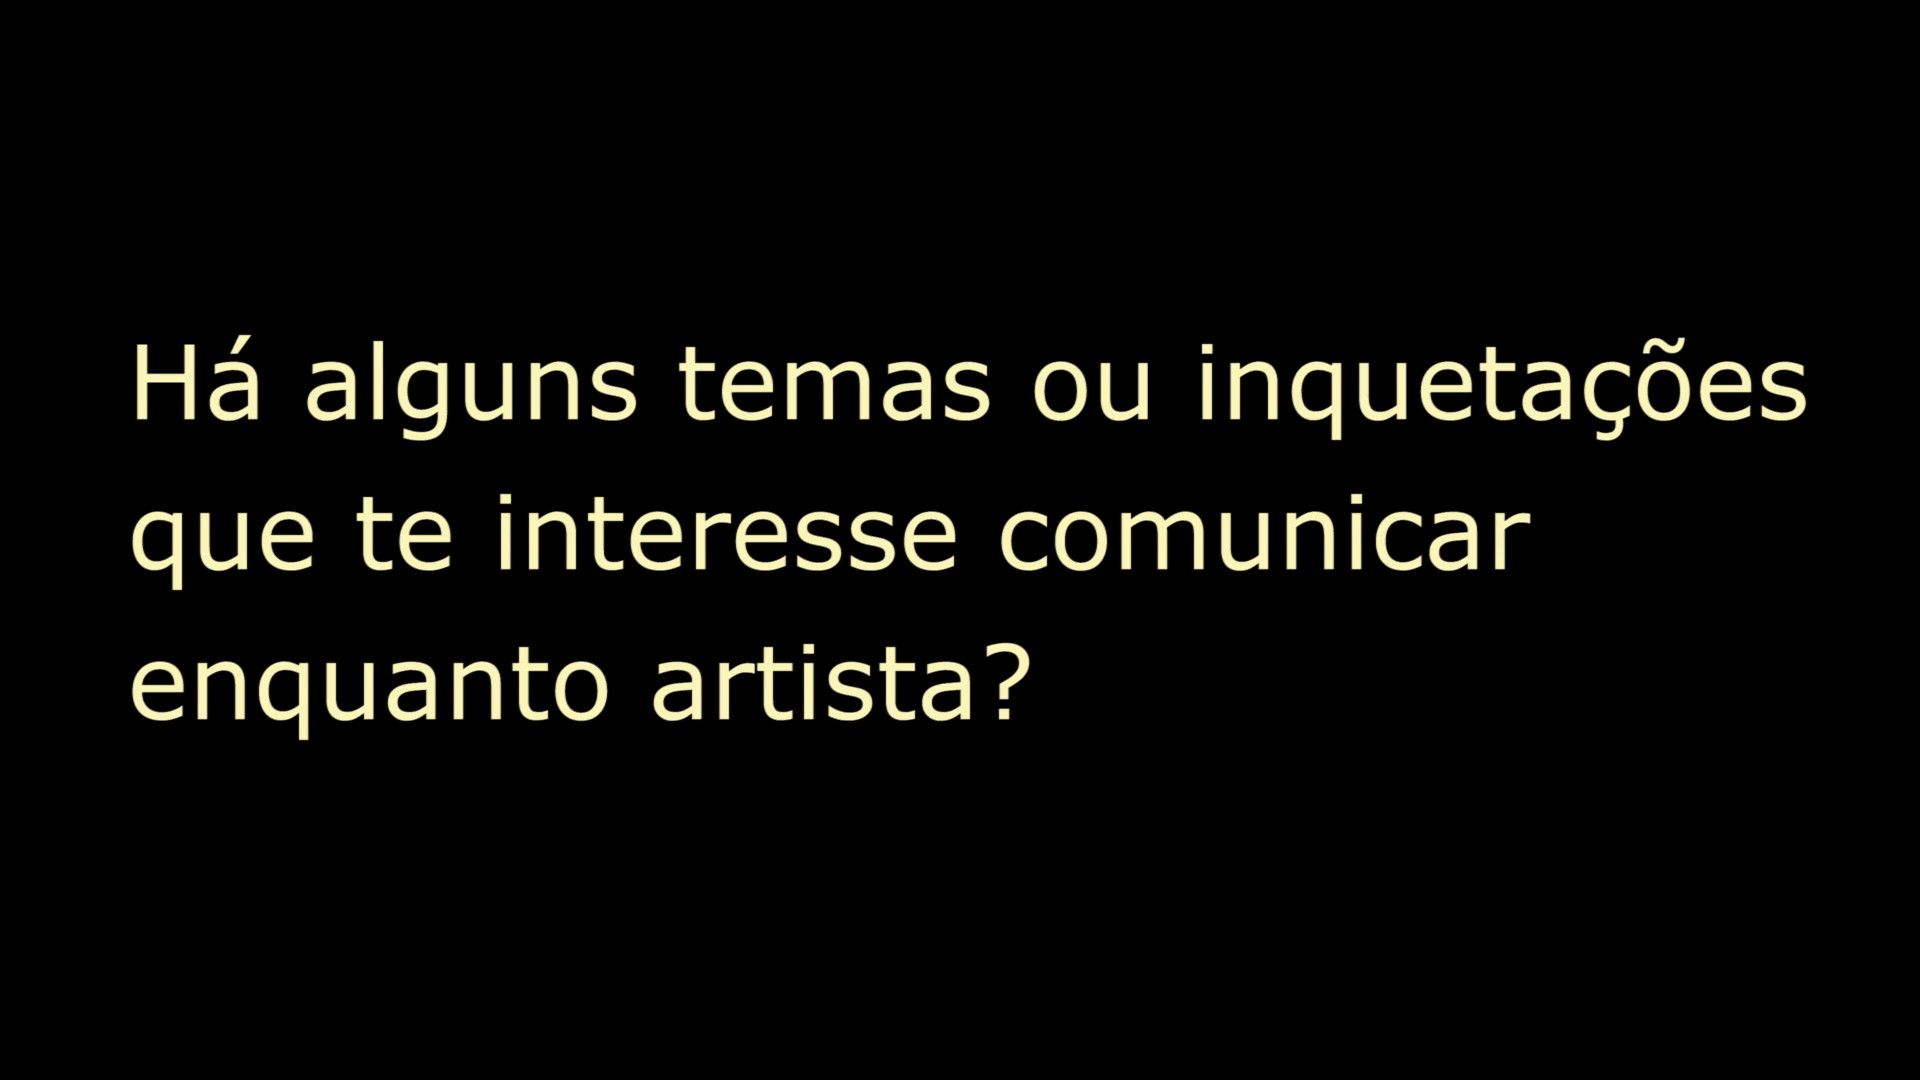 Há alguns temas ou inquetações
que te interesse comunicar
enquanto artista?